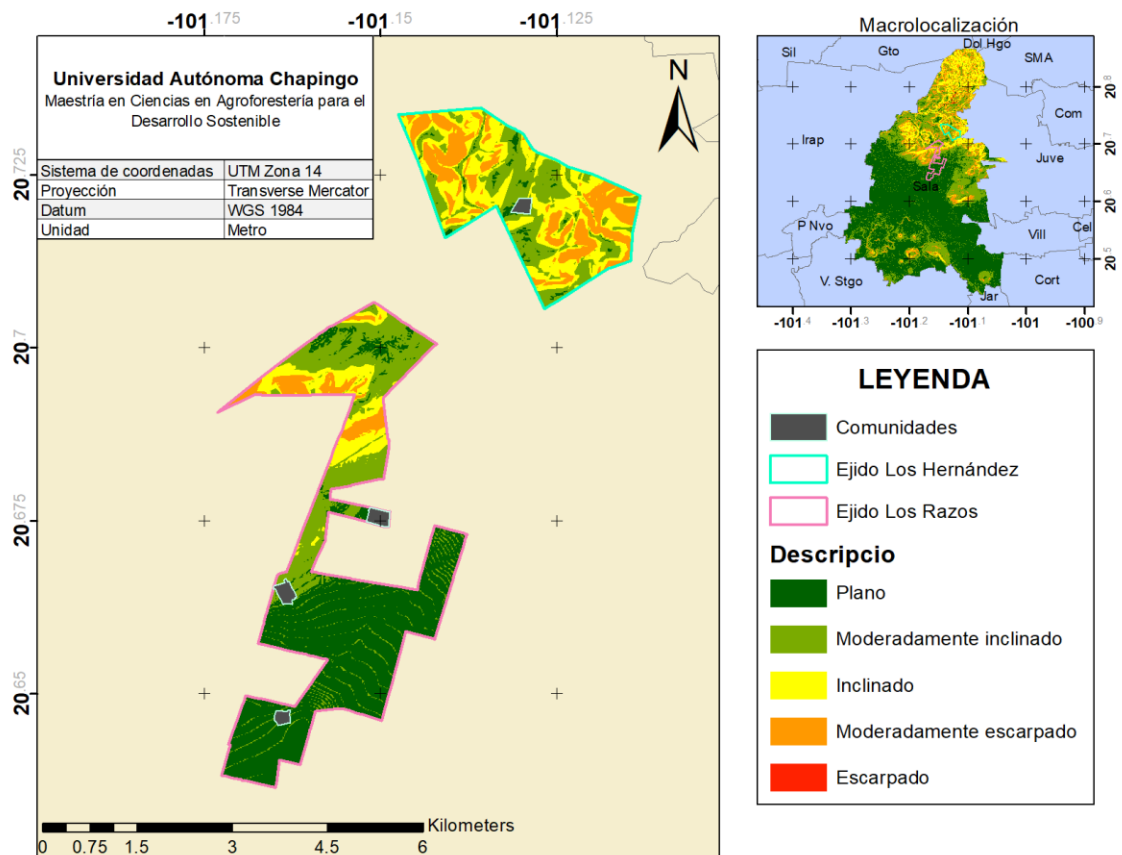 -101.175 -101.15 -101.125
Universidad Autónoma Chapingo
Maestría en Ciencias en Agroforestería para el
Desarrollo Sostenible
Sistema de coordenadas UTM Zona 14
Proyección Transverse Mercator
Datum WGS 1984
Unidad Metro
N
20.725
20.7
20.675
20.65
Kilometers
0 0.75 1.5 3 4.5 6
Macrolocalización
Sil Gto Dol Hgo SMA
Com
Irap Juve
Sala
P Nvo Vill Cel
V. Stgo Cort
Jar
20.8
20.7
20.6
20.5
-101.4 -101.3 -101.2 -101.1 -101 -100.9
LEYENDA
Comunidades
Ejido Los Hernández
Ejido Los Razos
Descripcio
Plano
Moderadamente inclinado
Inclinado
Moderadamente escarpado
Escarpado